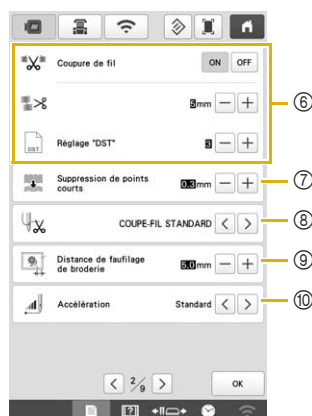 Coupure de fil
ON
OFF
⑥
5mm
DST
Réglage "DST"
3
Suppression de points
courts
0.3mm
⑦
COUPE-FIL STANDARD
⑧
Distance de faufilage
de broderie
5.0mm
⑨
Accélération
Standard
⑩
2/9
OK